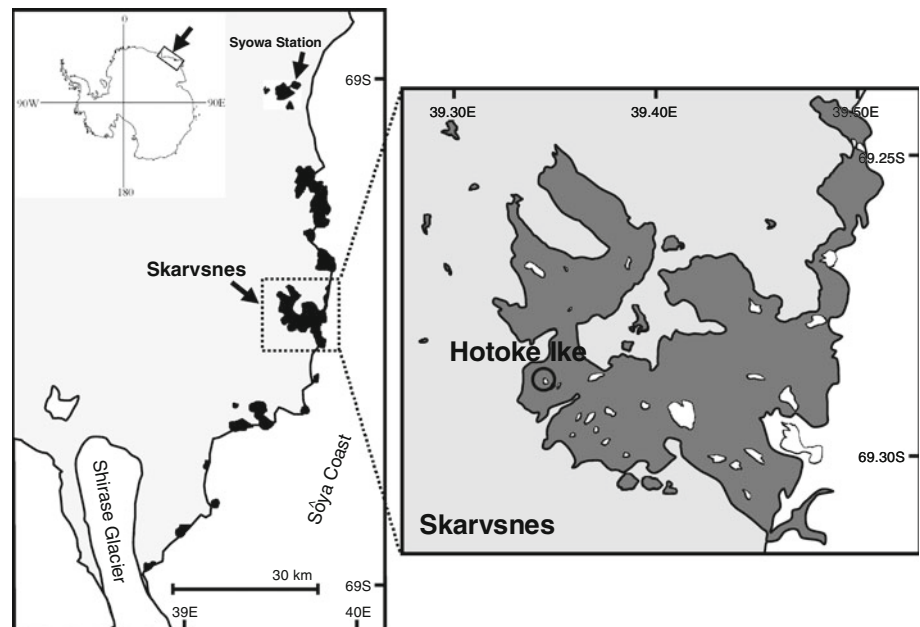 0
90W
90E
180
Syowa Station
69S
Skarvsnes
Shirase Glacier
Sôya Coast
30 km
69S
39E
40E
39.30E
39.40E
39.50E
69.25S
Hotoke Ike
69.30S
Skarvsnes